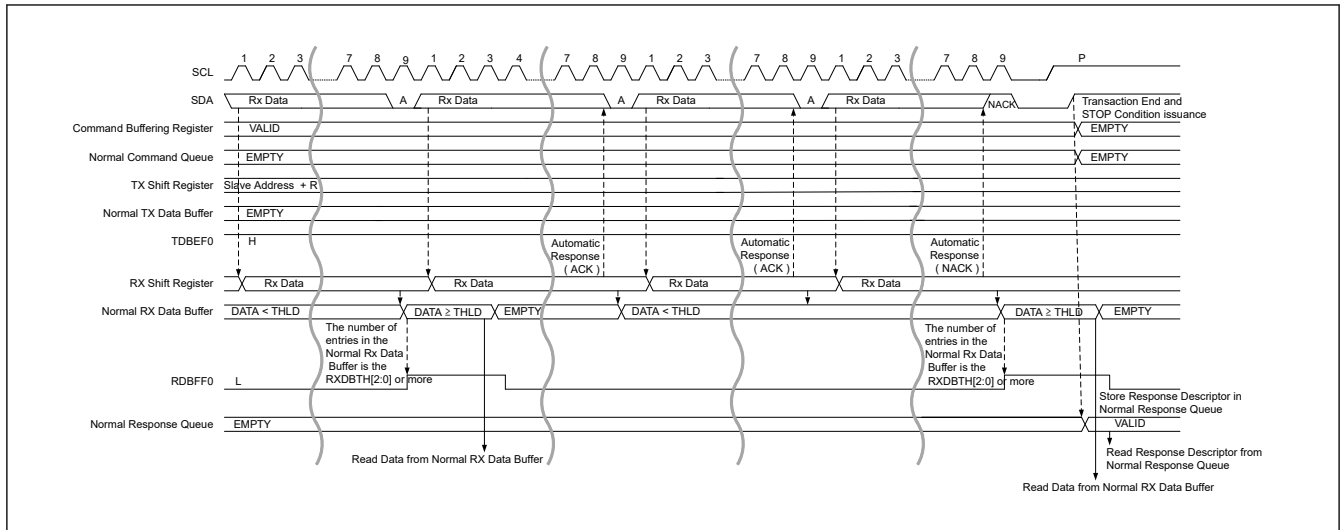 1 2 3 7 8 9 1 2 3 4 7 8 9 1 2 3 7 8 9 1 2 3 7 8 9 P
SCL
SDA Rx Data A Rx Data A Rx Data A Rx Data NACK Transaction End and
STOP Condition issuance
Command Buffering Register VALID EMPTY
Normal Command Queue EMPTY EMPTY
TX Shift Register Slave Address + R
Normal TX Data Buffer EMPTY
TDBEF0 H
Automatic
Response
( ACK )
Automatic
Response
( ACK )
Automatic
Response
( NACK )
RX Shift Register Rx Data Rx Data Rx Data Rx Data
Normal RX Data Buffer DATA < THLD DATA ≥ THLD EMPTY DATA < THLD DATA ≥ THLD EMPTY
The number of
entries in the
Normal Rx Data
Buffer is the
RXDBTH[2:0] or more
The number of
entries in the
Normal Rx Data
Buffer is the
RXDBTH[2:0] or more
RDBFF0 L
Store Response Descriptor in
Normal Response Queue
Normal Response Queue EMPTY VALID
Read Data from Normal RX Data Buffer
Read Response Descriptor from
Normal Response Queue
Read Data from Normal RX Data Buffer